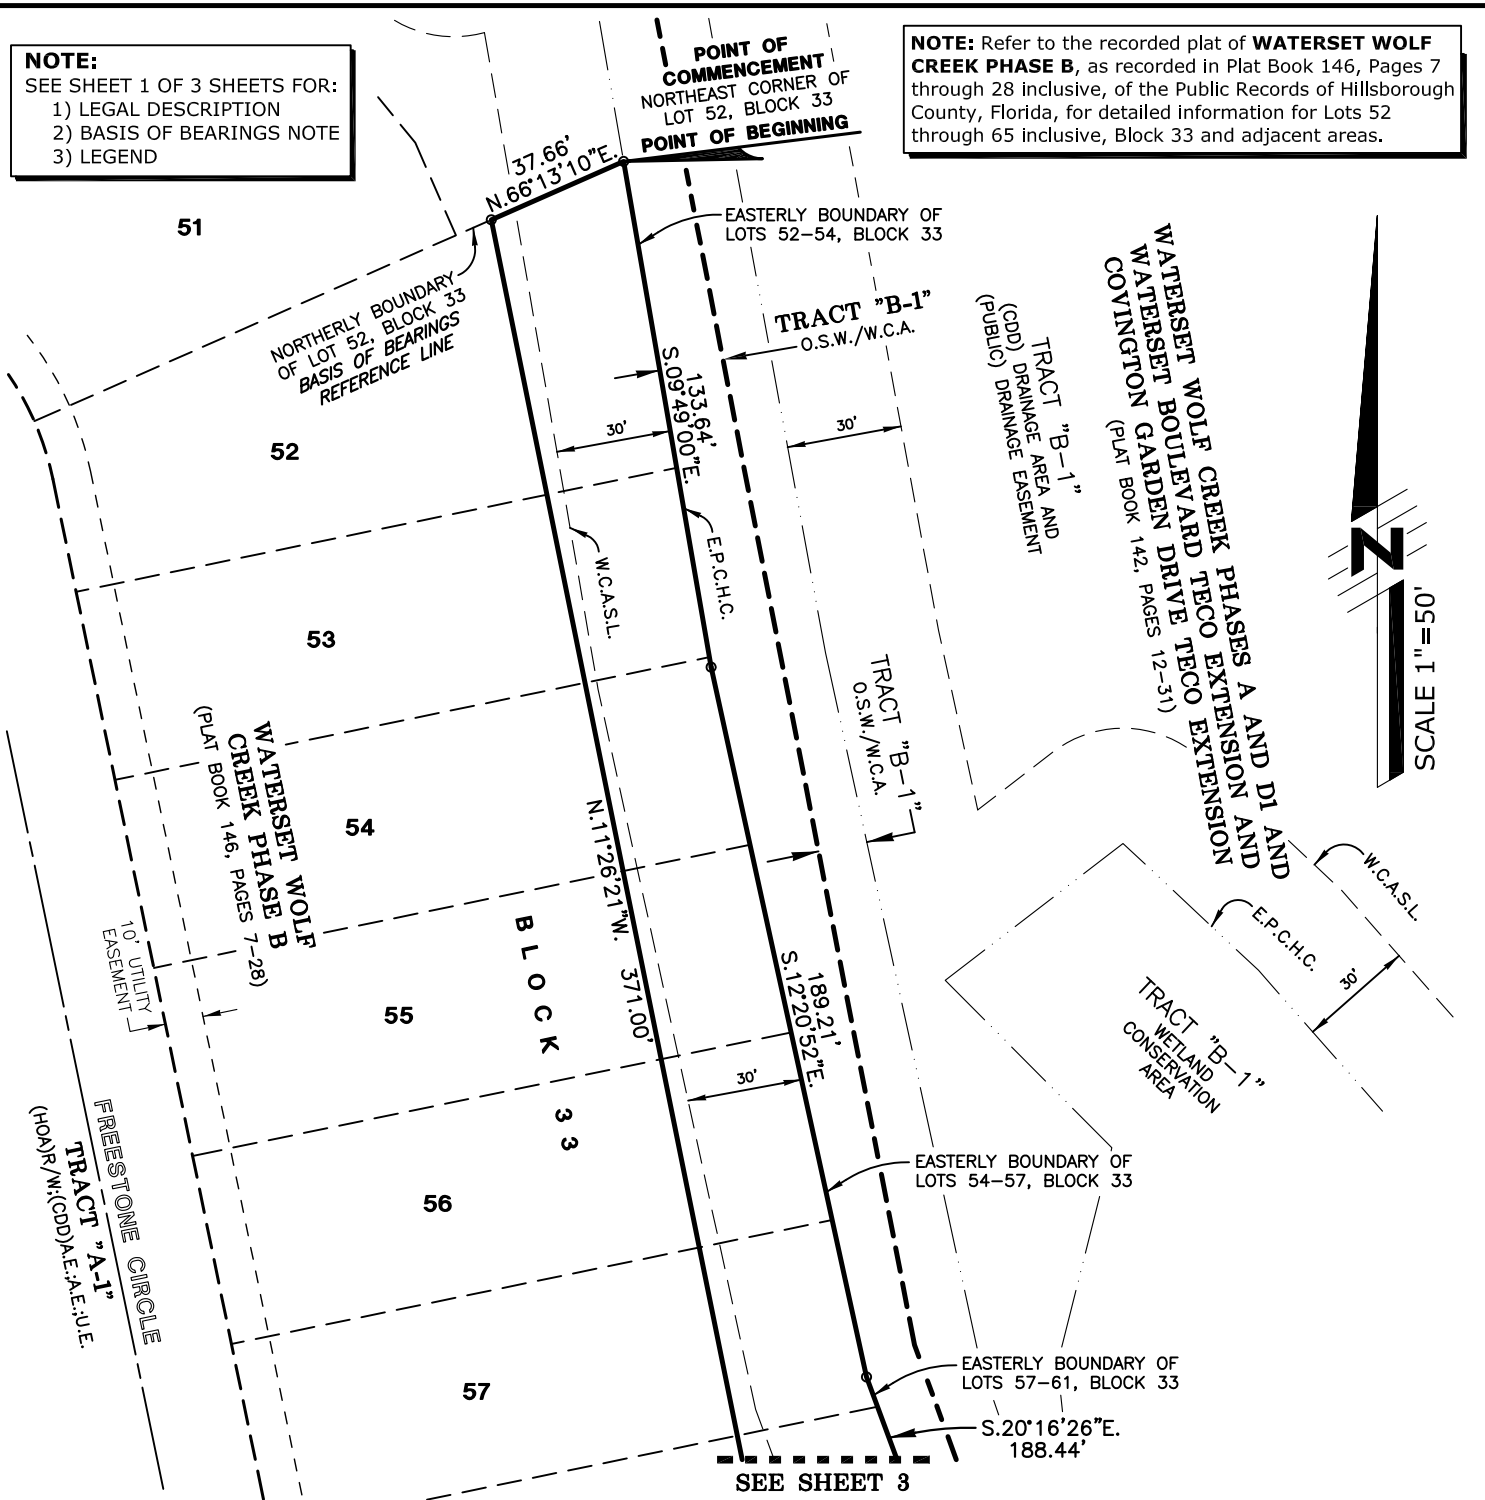 NOTE:
SEE SHEET 1 OF 3 SHEETS FOR:
1) LEGAL DESCRIPTION
2) BASIS OF BEARINGS NOTE
3) LEGEND
POINT OF
COMMENCEMENT
NORTHEAST CORNER OF
LOT 52, BLOCK 33
POINT OF BEGINNING
NOTE: Refer to the recorded plat of WATERSET WOLF
CREEK PHASE B, as recorded in Plat Book 146, Pages 7
through 28 inclusive, of the Public Records of Hillsborough
County, Florida, for detailed information for Lots 52
through 65 inclusive, Block 33 and adjacent areas.
37.66'
N.66°13'10"E.
51
EASTERLY BOUNDARY OF
LOTS 52-54, BLOCK 33
NORTHERLY BOUNDARY
OF LOT 52, BLOCK 33
BASIS OF BEARINGS
REFERENCE LINE
TRACT "B-1"
O.S.W./W.C.A.
TRACT "B-1"
(CDD) DRAINAGE AREA AND
(PUBLIC) DRAINAGE EASEMENT
WATERSET WOLF CREEK PHASES A AND D1 AND
WATERSET BOULEVARD TECO EXTENSION AND
COVINGTON GARDEN DRIVE TECO EXTENSION
(PLAT BOOK 142, PAGES 12-31)
N
SCALE 1"=50'
133.64'
S.09°49'00"E.
30'
30'
52
W.C.A.S.L.
E.P.C.H.C.
53
TRACT "B-1"
O.S.W./W.C.A.
WATERSET WOLF
CREEK PHASE B
(PLAT BOOK 146, PAGES 7-28)
54
N.11°26'21"W. 371.00'
W.C.A.S.L.
E.P.C.H.C.
30'
10' UTILITY
EASEMENT
55
BLOCK 33
189.21'
S.12°20'52"E.
30'
TRACT "B-1"
WETLAND
CONSERVATION
AREA
FREESTONE CIRCLE
TRACT "A-1"
(HOA)R/W;(CDD)A.E.;A.E.;U.E.
56
EASTERLY BOUNDARY OF
LOTS 54-57, BLOCK 33
57
EASTERLY BOUNDARY OF
LOTS 57-61, BLOCK 33
S.20°16'26"E.
188.44'
SEE SHEET 3